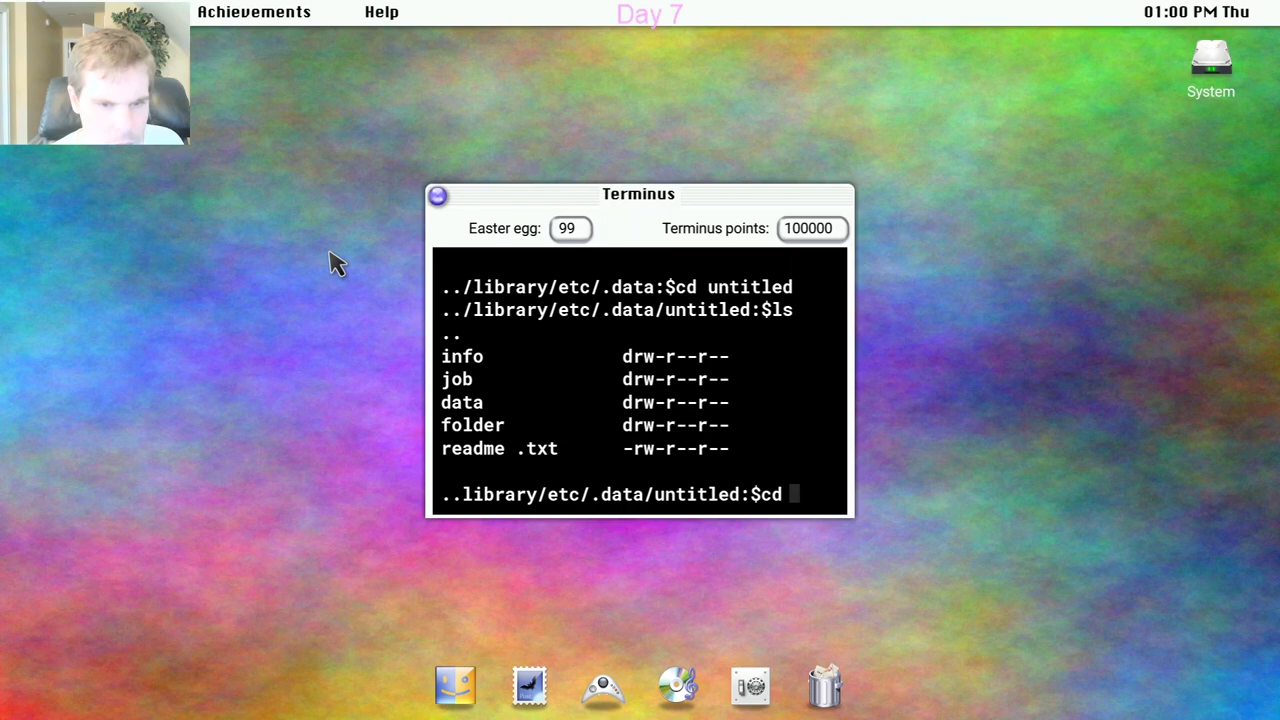 Achievements Help Day 7 01:00 PM Thu
System
Terminus
Easter egg: 99 Terminus points: 100000
../library/etc/.data:$cd untitled
../library/etc/.data/untitled:$ls
..
info drw-r--r--
job drw-r--r--
data drw-r--r--
folder drw-r--r--
readme .txt -rw-r--r--
..library/etc/.data/untitled:$cd